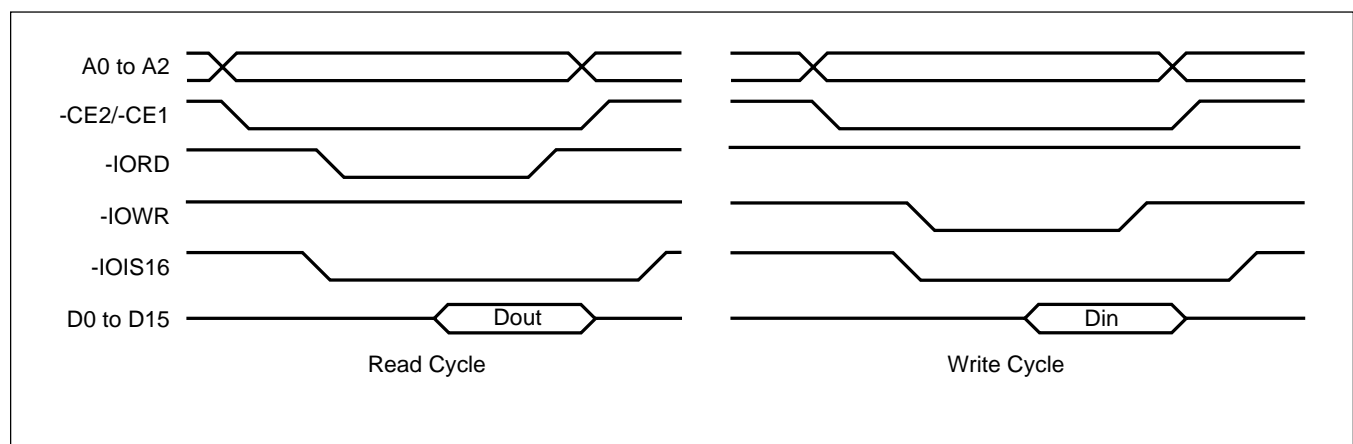 A0 to A2
-CE2/-CE1
-IORD
-IOWR
-IOIS16
D0 to D15 Dout Din
Read Cycle Write Cycle